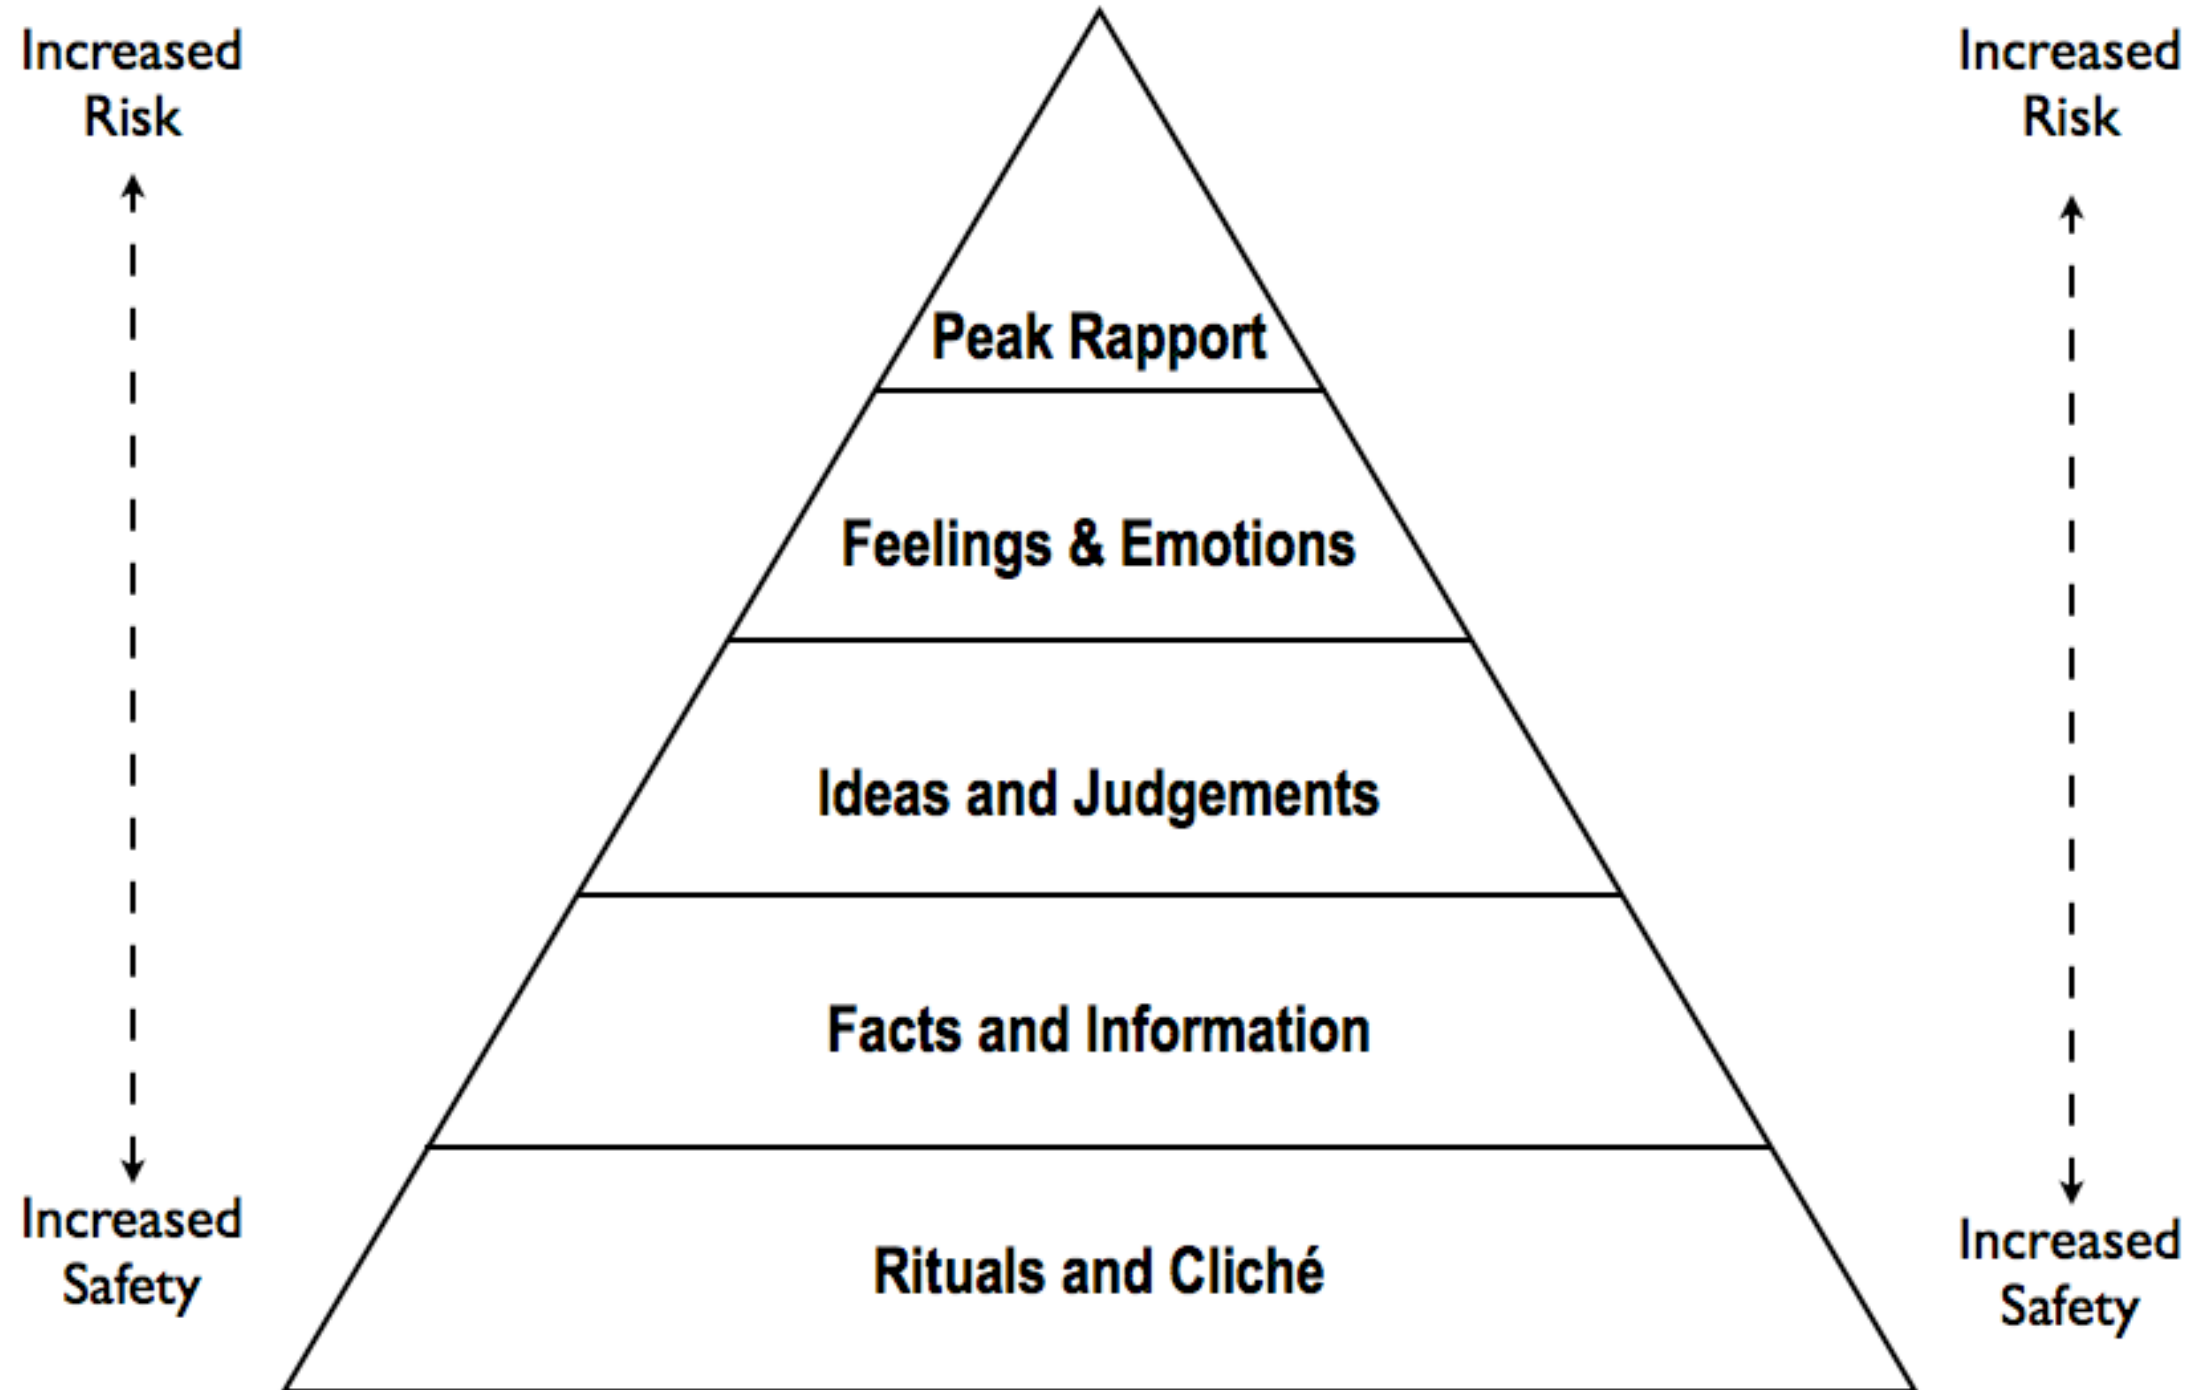 Increased
Risk
Increased
Risk
Peak Rapport
Feelings & Emotions
Ideas and Judgements
Facts and Information
Rituals and Cliché
Increased
Safety
Increased
Safety